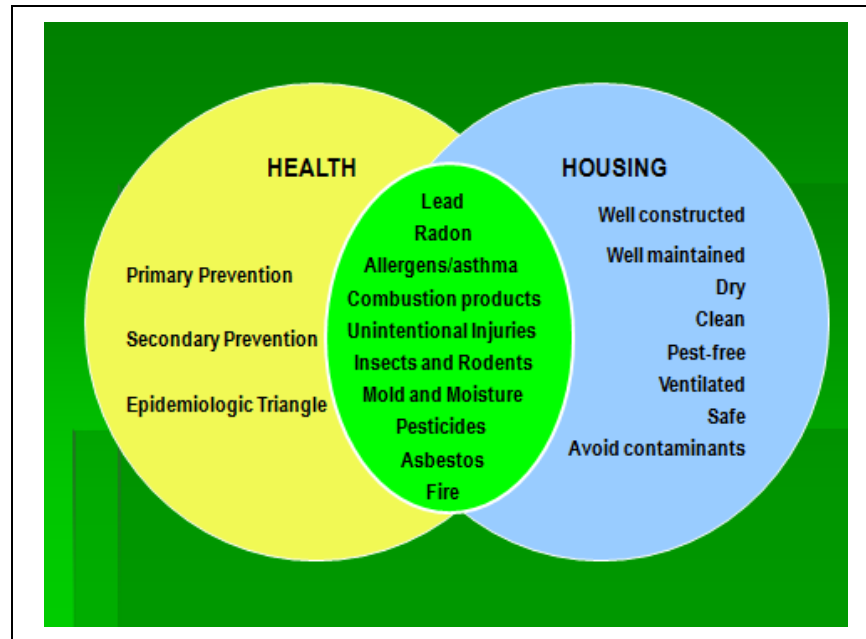 HEALTH
Primary Prevention
Secondary Prevention
Epidemiologic Triangle
Lead
Radon
Allergens/asthma
Combustion products
Unintentional Injuries
Insects and Rodents
Mold and Moisture
Pesticides
Asbestos
Fire
HOUSING
Well constructed
Well maintained
Dry
Clean
Pest-free
Ventilated
Safe
Avoid contaminants